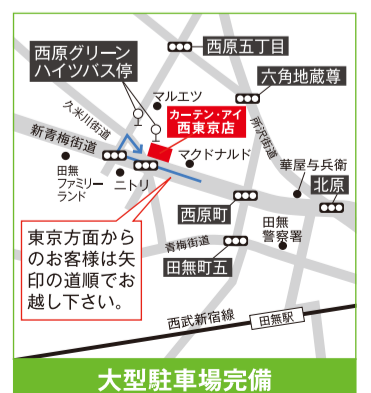 西原グリーン
ハイツバス停
西原五丁目
六角地蔵尊
マルエツ
久米川街道
カーテン・アイ
西東京店
所沢街道
新青梅街道
マクドナルド
華屋与兵衛
田無
ファミリー
ランド
ニトリ
北原
西原町
東京方面から
のお客様は矢
印の道順でお
越し下さい。
青梅街道
田無
警察署
田無町五
西武新宿線
田無駅
大型駐車場完備